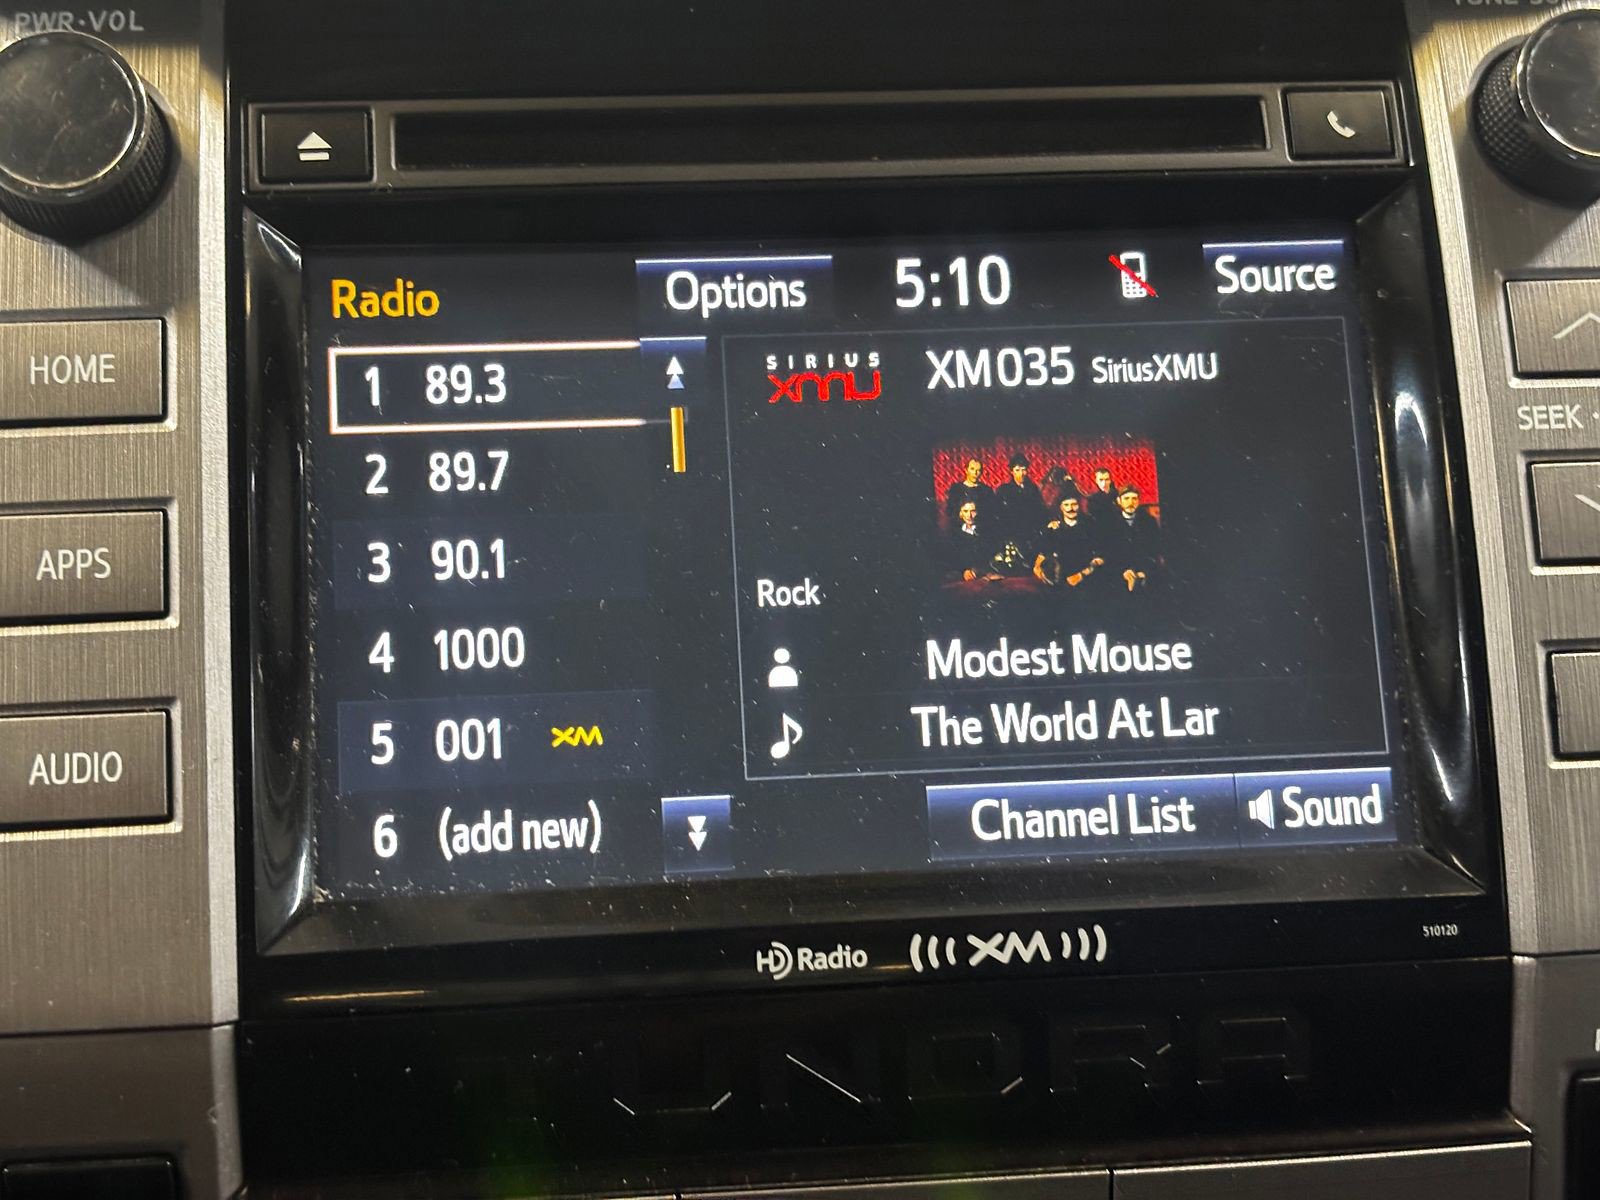 PWR·VOL
Radio
Options
5:10
Source
1 89.3
2 89.7
3 90.1
4 1000
5 001 XM
6 (add new)
SIRIUS
XMU
XM035 SiriusXMU
Rock
Modest Mouse
The World At Lar
Channel List
Sound
HOME
APPS
AUDIO
SEEK
HD Radio
XM
510120
TUNDRA